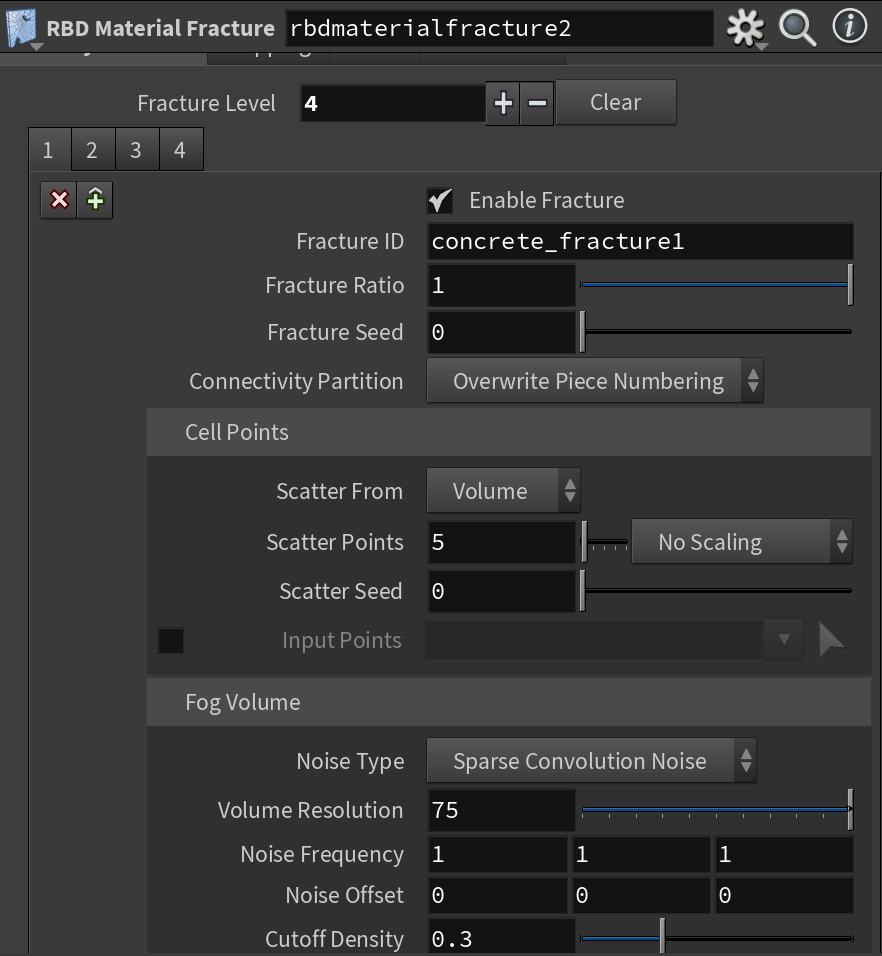 RBD Material Fracture rbdmaterialfracture2
Fracture Level 4 + − Clear
1 2 3 4
Enable Fracture
Fracture ID concrete_fracture1
Fracture Ratio 1
Fracture Seed 0
Connectivity Partition Overwrite Piece Numbering
Cell Points
Scatter From Volume
Scatter Points 5 No Scaling
Scatter Seed 0
Input Points
Fog Volume
Noise Type Sparse Convolution Noise
Volume Resolution 75
Noise Frequency 1 1 1
Noise Offset 0 0 0
Cutoff Density 0.3